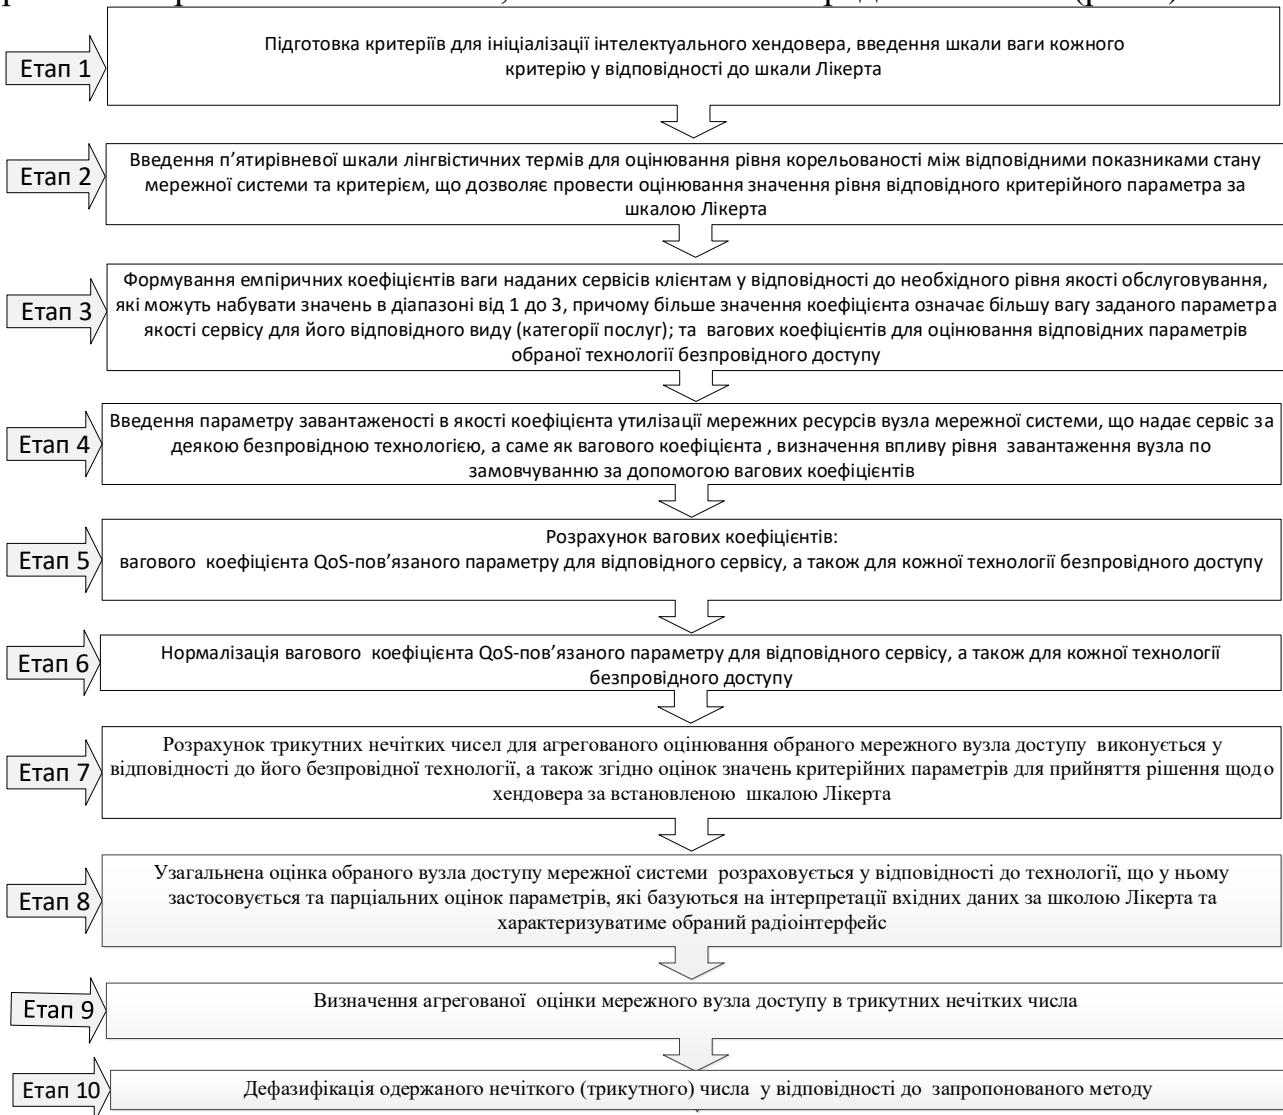 Етап 1
Підготовка критеріїв для ініціалізації інтелектуального хендовера, введення шкали ваги кожного
критерію у відповідності до шкали Лікерта
Етап 2
Введення п’ятирівневої шкали лінгвістичних термів для оцінювання рівня корельованості між відповідними показниками стану
мережної системи та критерієм, що дозволяє провести оцінювання значення рівня відповідного критерійного параметра за
шкалою Лікерта
Етап 3
Формування емпіричних коефіцієнтів ваги наданих сервісів клієнтам у відповідності до необхідного рівня якості обслуговування,
які можуть набувати значень в діапазоні від 1 до 3, причому більше значення коефіцієнта означає більшу вагу заданого параметра
якості сервісу для його відповідного виду (категорії послуг); та вагових коефіцієнтів для оцінювання відповідних параметрів
обраної технології безпровідного доступу
Етап 4
Введення параметру завантаженості в якості коефіцієнта утилізації мережних ресурсів вузла мережної системи, що надає сервіс за
деякою безпровідною технологією, а саме як вагового коефіцієнта , визначення впливу рівня завантаження вузла по
замовчуванню за допомогою вагових коефіцієнтів
Етап 5
Розрахунок вагових коефіцієнтів:
вагового коефіцієнта QoS-пов’язаного параметру для відповідного сервісу, а також для кожної технології безпровідного доступу
Етап 6
Нормалізація вагового коефіцієнта QoS-пов’язаного параметру для відповідного сервісу, а також для кожної технології
безпровідного доступу
Етап 7
Розрахунок трикутних нечітких чисел для агрегованого оцінювання обраного мережного вузла доступу виконується у
відповідності до його безпровідної технології, а також згідно оцінок значень критерійних параметрів для прийняття рішення щодо
хендовера за встановленою шкалою Лікерта
Етап 8
Узагальнена оцінка обраного вузла доступу мережної системи розраховується у відповідності до технології, що у ньому
застосовується та парціальних оцінок параметрів, які базуються на інтерпретації вхідних даних за школою Лікерта та
характеризуватиме обраний радіоінтерфейс
Етап 9
Визначення агрегованої оцінки мережного вузла доступу в трикутних нечітких числа
Етап 10
Дефазифікація одержаного нечіткого (трикутного) числа у відповідності до запропонованого методу